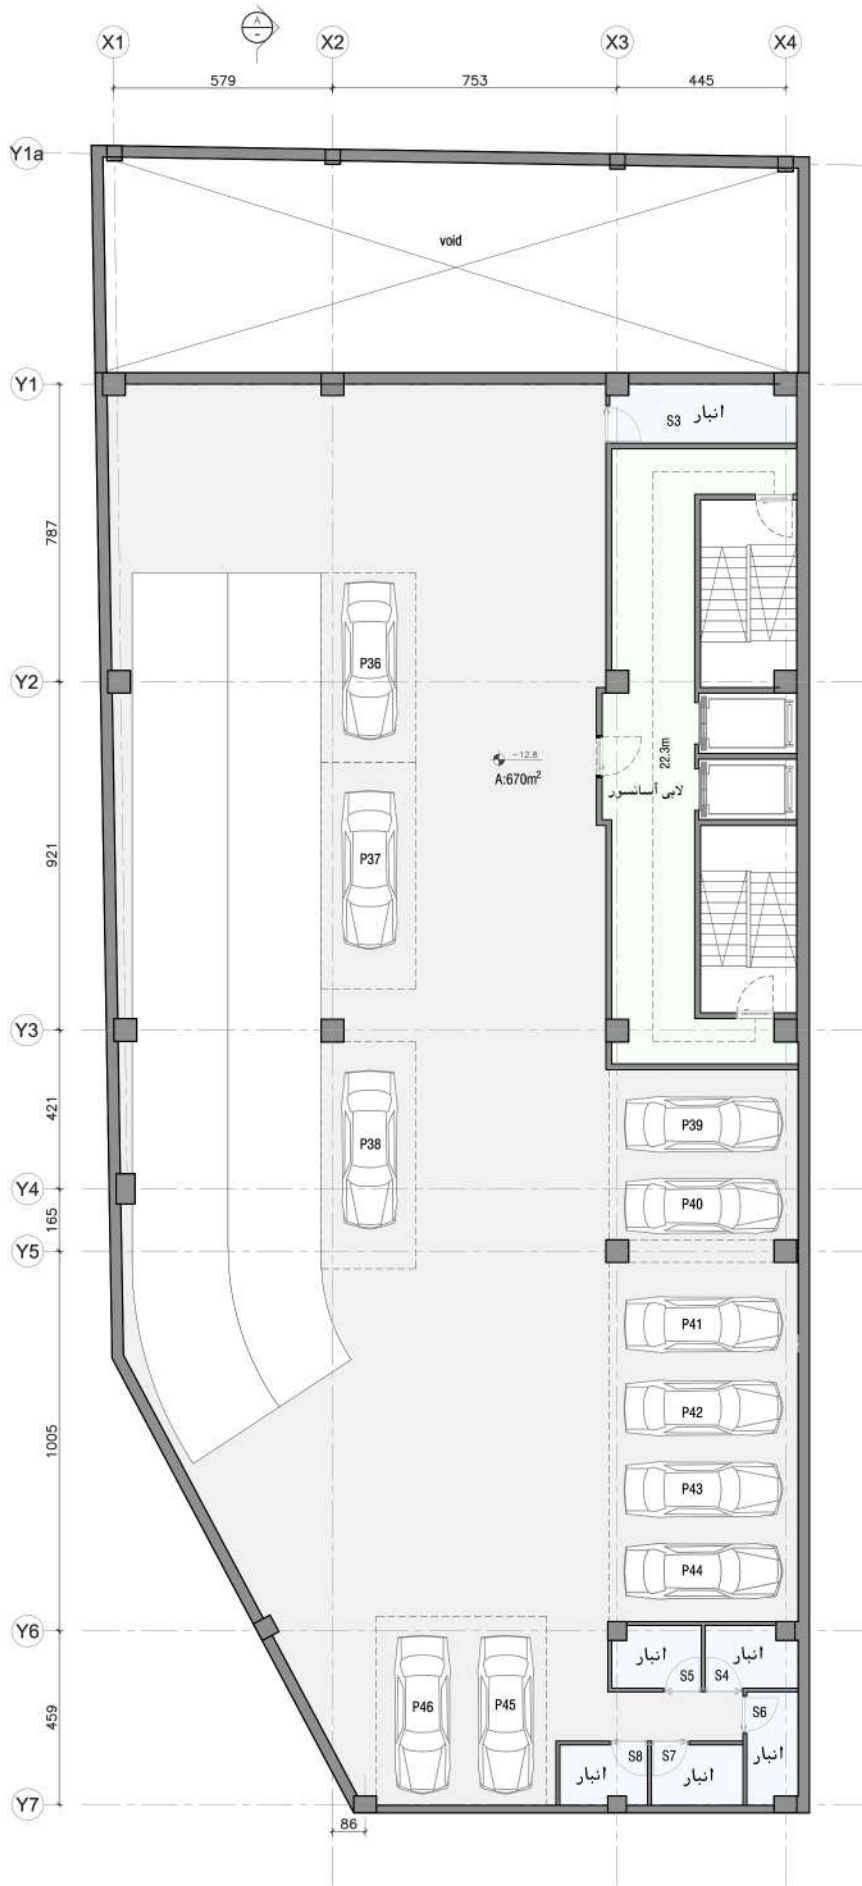 A
-
X1
X2
X3
X4
579
753
445
Y1a
void
Y1
S3 انبار
787
Y2
P36
-12.8
A:670m²
22.3m
لابی آسانسور
921
P37
Y3
421
P39
P38
Y4
P40
165
Y5
P41
P42
1005
P43
P44
Y6
انبار
انبار
S5
S4
459
P46
P45
S6
S8
S7
انبار
انبار
انبار
Y7
86